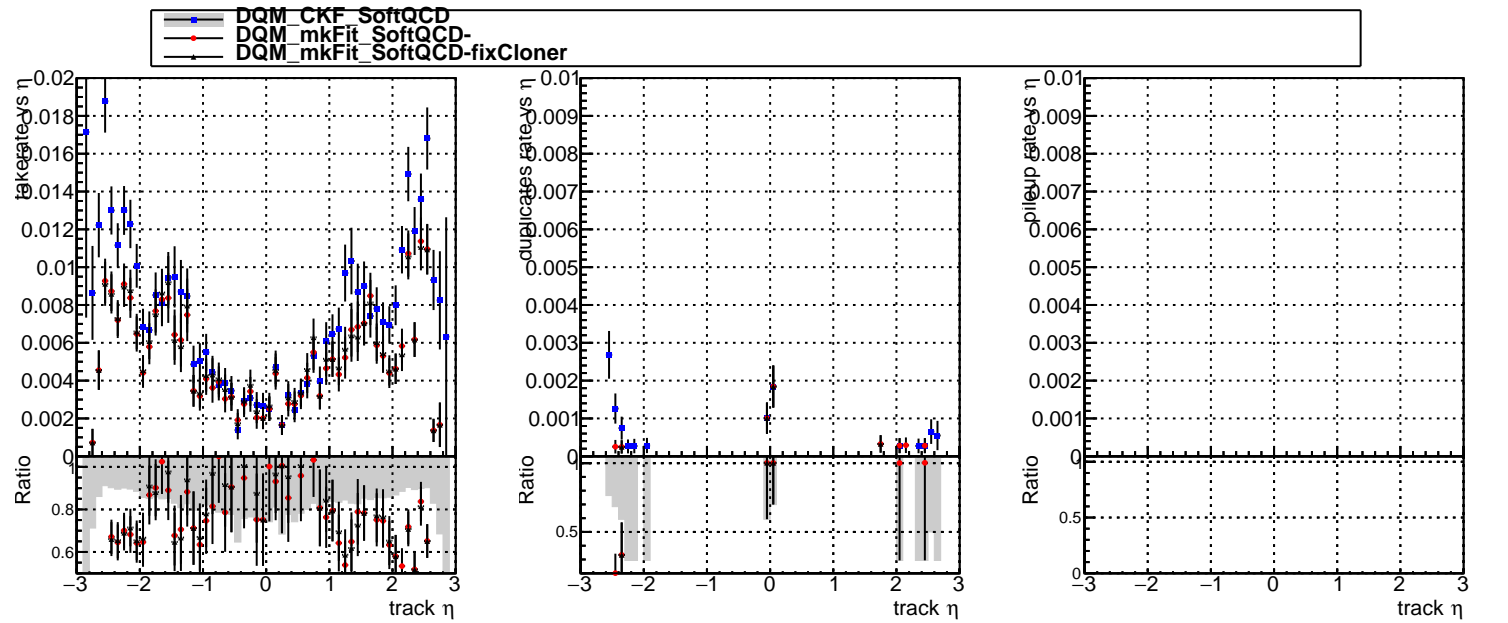 DQM_CKF_SoftQCD
DQM_mkFit_SoftQCD-
DQM_mkFit_SoftQCD-fixCloner
fakerate vs η
0.02
0.018
0.016
0.014
0.012
0.01
0.008
0.006
0.004
0.002
0
Ratio
1
0.8
0.6
−3 −2 −1 0 1 2 3
track η
duplicates rate vs η
0.01
0.009
0.008
0.007
0.006
0.005
0.004
0.003
0.002
0.001
0
Ratio
1
0.5
−3 −2 −1 0 1 2 3
track η
pileup rate vs η
0.01
0.009
0.008
0.007
0.006
0.005
0.004
0.003
0.002
0.001
0
Ratio
1
0.5
0
−3 −2 −1 0 1 2 3
track η